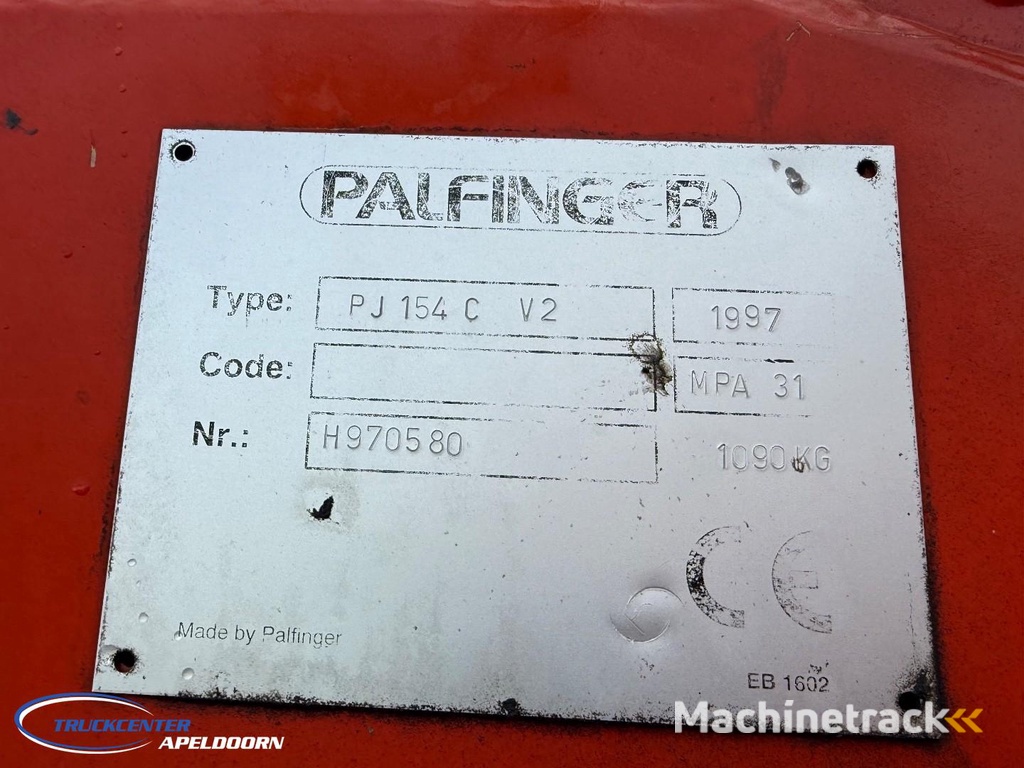 PALFINGER
Type: PJ 154 C V2 1997
Code: MPA 31
Nr.: H970580 1090 KG
CE
Made by Palfinger
EB 1602
TRUCKCENTER
APELDOORN
Machinetrack